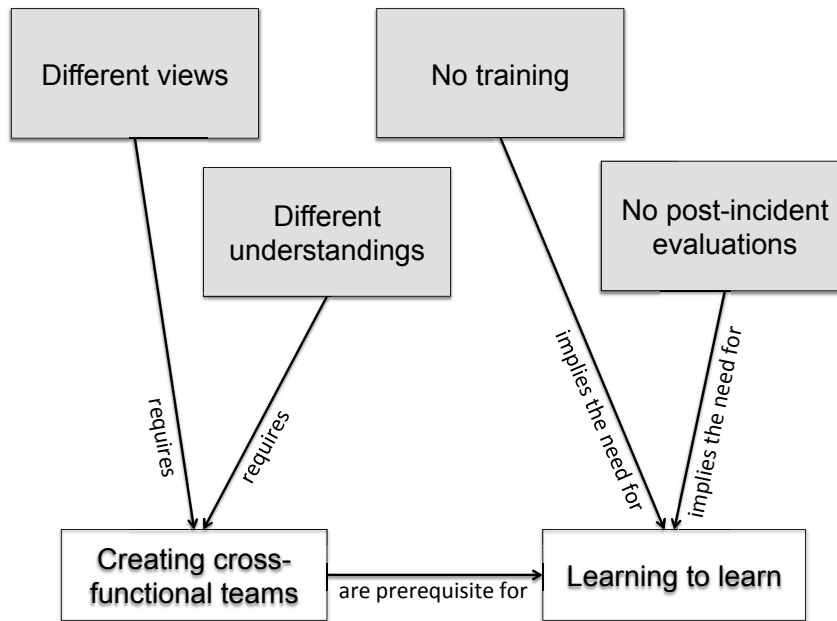 Different views
No training
Different
understandings
No post-incident
evaluations
requires
requires
implies the need for
implies the need for
Creating cross-
functional teams
are prerequisite for
Learning to learn